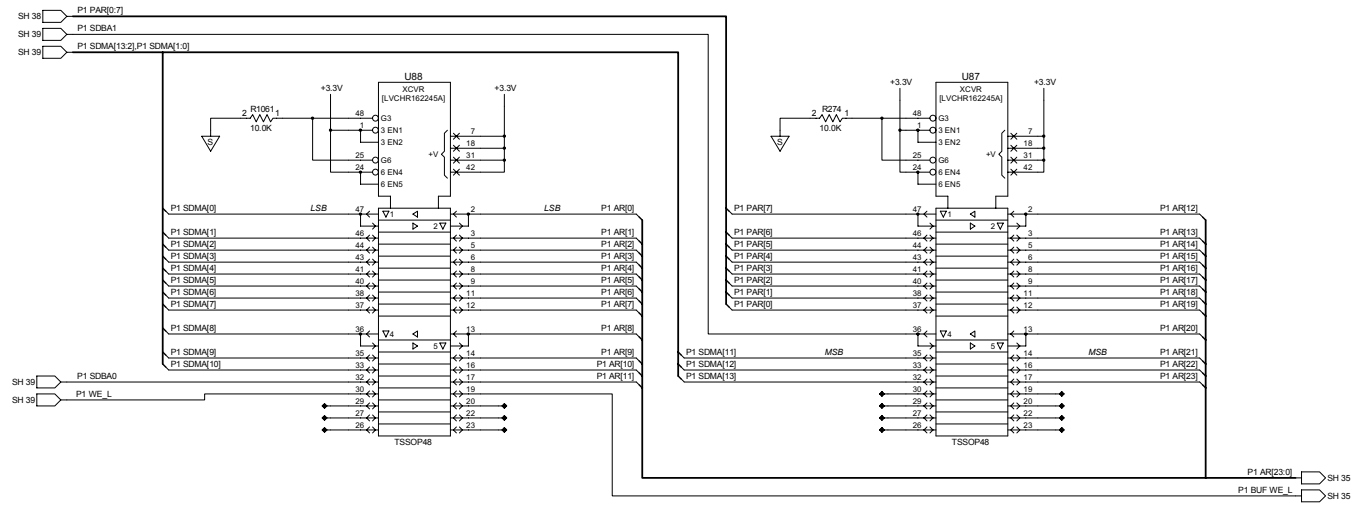 SH 38 P1 PAR[0:7]
SH 39 P1 SDBA1
SH 39 P1 SDMA[13:2],P1 SDMA[1:0]
U88 U87
XCVR XCVR
+3.3V [LVCHR162245A] +3.3V +3.3V [LVCHR162245A] +3.3V
R1061 R274
2 1 48 G3 2 1 48 G3
10.0K 1 3 EN1 10.0K 1 3 EN1
S 3 3 EN2 7 S 3 3 EN2 7
18 18
25 G6 +V 31 25 G6 +V 31
24 6 EN4 42 24 6 EN4 42
6 EN5 6 EN5
P1 SDMA[0] LSB 47 1 2 LSB P1 AR[0] P1 PAR[7] 47 1 2 P1 AR[12]
2 2
P1 SDMA[1] 46 3 P1 AR[1] P1 PAR[6] 46 3 P1 AR[13]
P1 SDMA[2] 44 5 P1 AR[2] P1 PAR[5] 44 5 P1 AR[14]
P1 SDMA[3] 43 6 P1 AR[3] P1 PAR[4] 43 6 P1 AR[15]
P1 SDMA[4] 41 8 P1 AR[4] P1 PAR[3] 41 8 P1 AR[16]
P1 SDMA[5] 40 9 P1 AR[5] P1 PAR[2] 40 9 P1 AR[17]
P1 SDMA[6] 38 11 P1 AR[6] P1 PAR[1] 38 11 P1 AR[18]
P1 SDMA[7] 37 12 P1 AR[7] P1 PAR[0] 37 12 P1 AR[19]
P1 SDMA[8] 36 4 13 P1 AR[8] 36 4 13 P1 AR[20]
5 5
P1 SDMA[9] 35 14 P1 AR[9] P1 SDMA[11] MSB 35 14 MSB P1 AR[21]
P1 SDMA[10] 33 16 P1 AR[10] P1 SDMA[12] 33 16 P1 AR[22]
SH 39 P1 SDBA0 32 17 P1 AR[11] P1 SDMA[13] 32 17 P1 AR[23]
SH 39 P1 WE_L 30 19 30 19
29 20 29 20
27 22 27 22
26 23 26 23
TSSOP48 TSSOP48
P1 AR[23:0] SH 35
P1 BUF WE_L SH 35